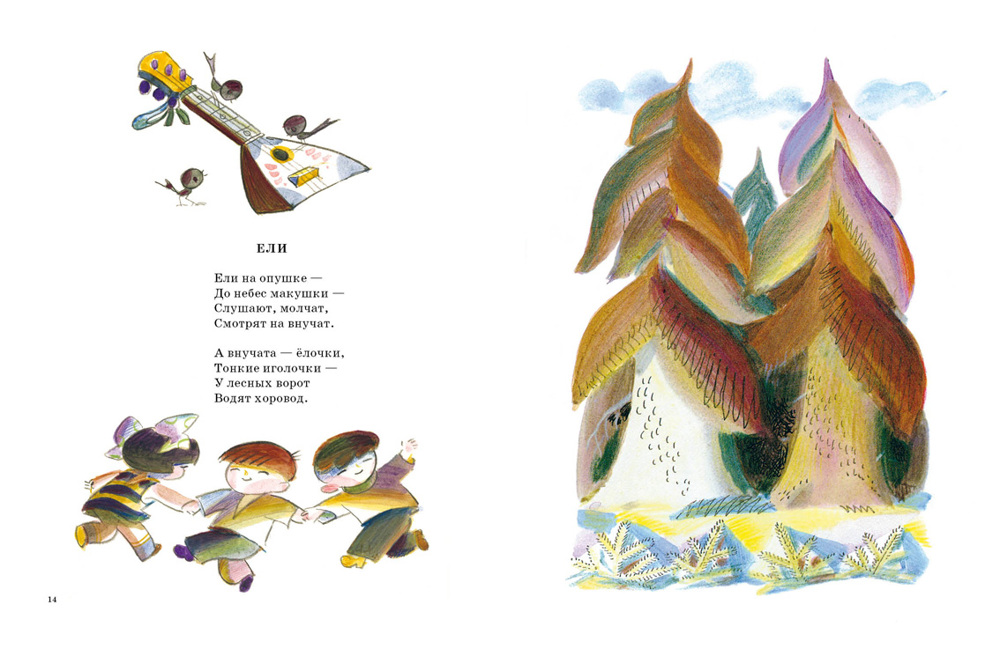 ЕЛИ
Ели на опушке —
До небес макушки —
Слушают, молчат,
Смотрят на внучат.
А внучата — ёлочки,
Тонкие иголочки —
У лесных ворот
Водят хоровод.
14